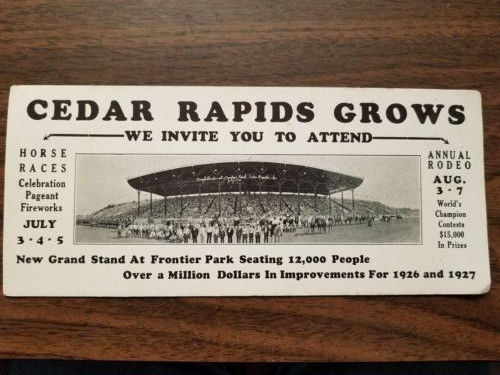 CEDAR RAPIDS GROWS
WE INVITE YOU TO ATTEND
HORSE
RACES
Celebration
Pageant
Fireworks
JULY
3-4-5
ANNUAL
RODEO
AUG.
3-7
World's
Champion
Contests
$15,000
In Prizes
New Grand Stand At Frontier Park Seating 12,000 People
Over a Million Dollars In Improvements For 1926 and 1927